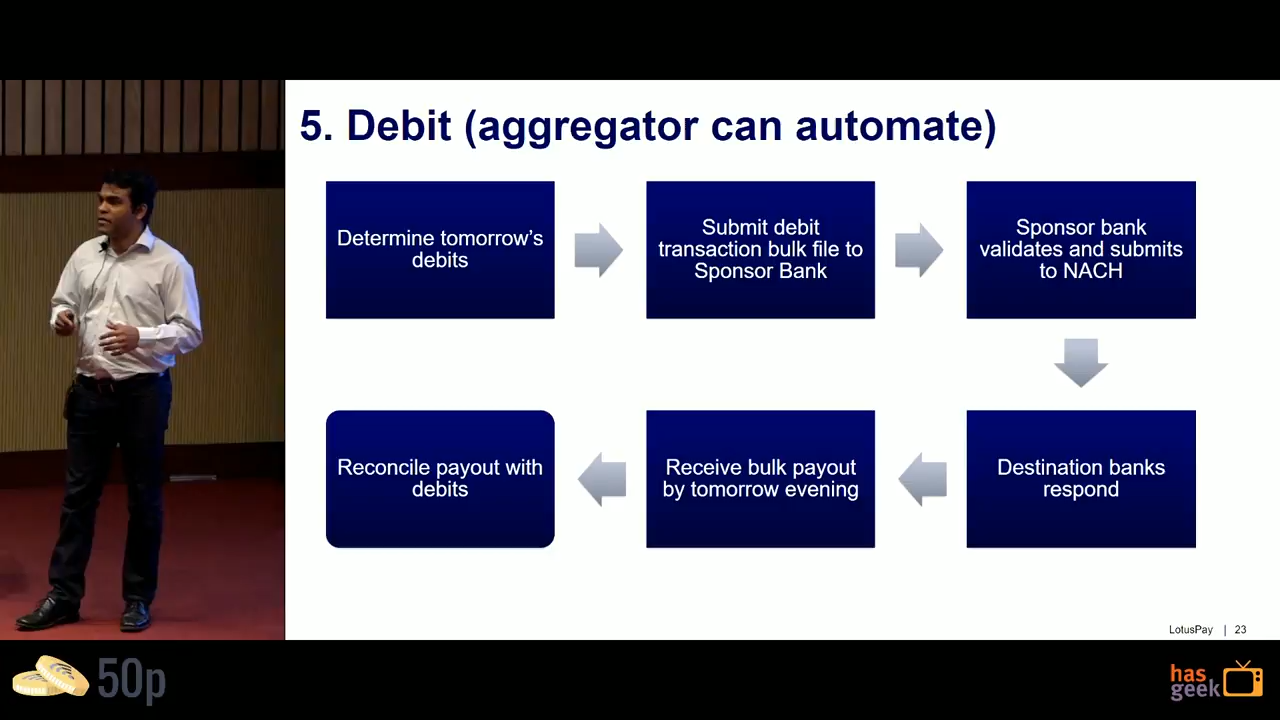 5. Debit (aggregator can automate)
Determine tomorrow's
debits
Submit debit
transaction bulk file to
Sponsor Bank
Sponsor bank
validates and submits
to NACH
Reconcile payout with
debits
Receive bulk payout
by tomorrow evening
Destination banks
respond
LotusPay | 23
50p
has
geek